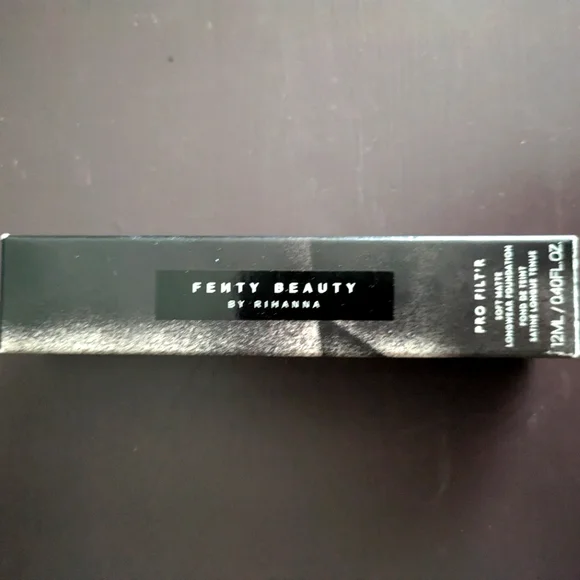 FENTY BEAUTY
BY RIHANNA
PRO FILT'R
SOFT MATTE
LONGWEAR FOUNDATION
FOND DE TEINT
SATINE LONGUE TENUE
12ML / 0.40FL.OZ.